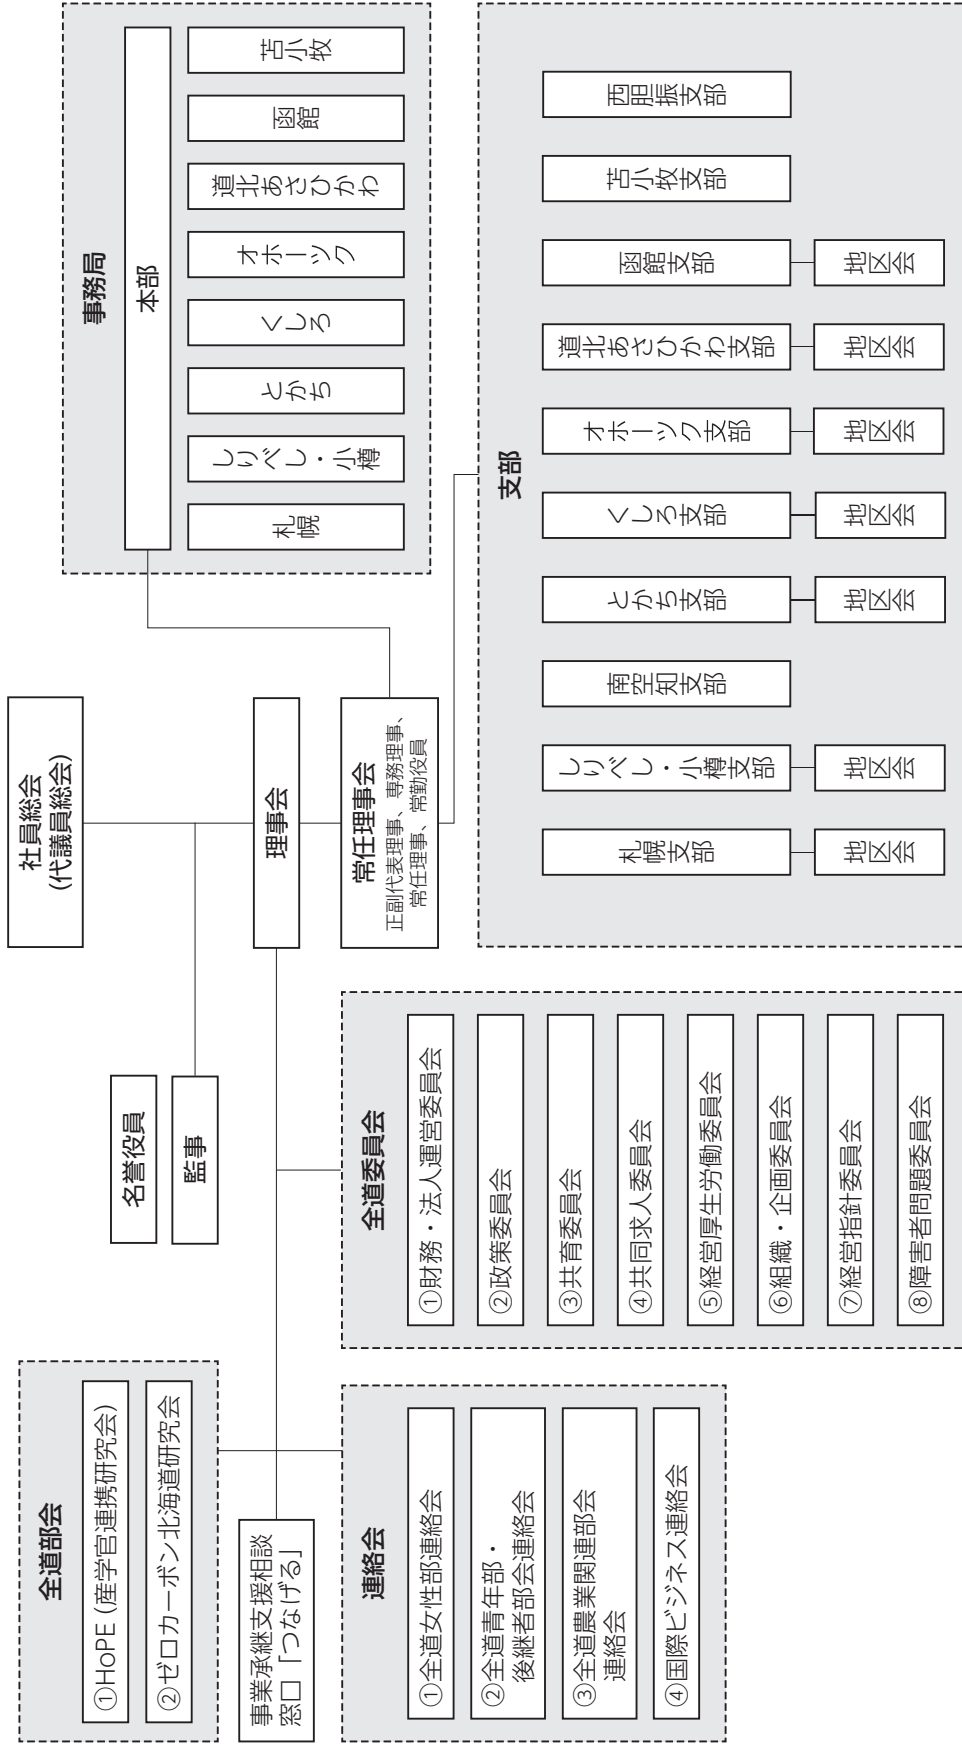 社員総会
(代議員総会)
名誉役員
監事
理事会
常任理事会
正副代表理事、専務理事、
常任理事、常勤役員
全道部会
①HoPE (産学官連携研究会)
②ゼロカーボン北海道研究会
事業承継支援相談
窓口「つなげる」
連絡会
①全道女性部連絡会
②全道青年部・
後継者部会連絡会
③全道農業関連部会
連絡会
④国際ビジネス連絡会
全道委員会
①財務・法人運営委員会
②政策委員会
③共育委員会
④共同求人委員会
⑤経営厚生労働委員会
⑥組織・企画委員会
⑦経営指針委員会
⑧障害者問題委員会
事務局
本部
札幌
しりべし・小樽
とかち
くしろ
オホーツク
道北あさひかわ
函館
苫小牧
支部
札幌支部
地区会
しりべし・小樽支部
地区会
南空知支部
とかち支部
地区会
くしろ支部
地区会
オホーツク支部
地区会
道北あさひかわ支部
地区会
函館支部
地区会
苫小牧支部
西胆振支部